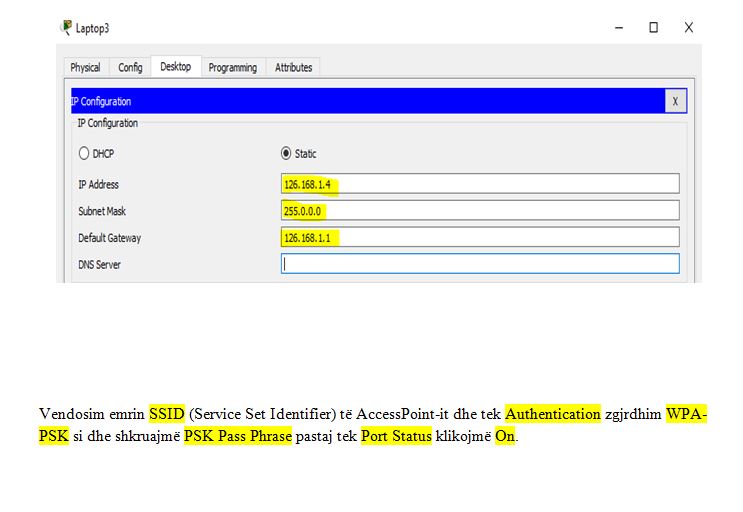 Laptop3
Physical Config Desktop Programming Attributes
IP Configuration X
IP Configuration
DHCP Static
IP Address 126.168.1.4
Subnet Mask 255.0.0.0
Default Gateway 126.168.1.1
DNS Server
Vendosim emrin SSID (Service Set Identifier) të AccessPoint-it dhe tek Authentication zgjrdhim WPA-
PSK si dhe shkruajmë PSK Pass Phrase pastaj tek Port Status klikojmë On.